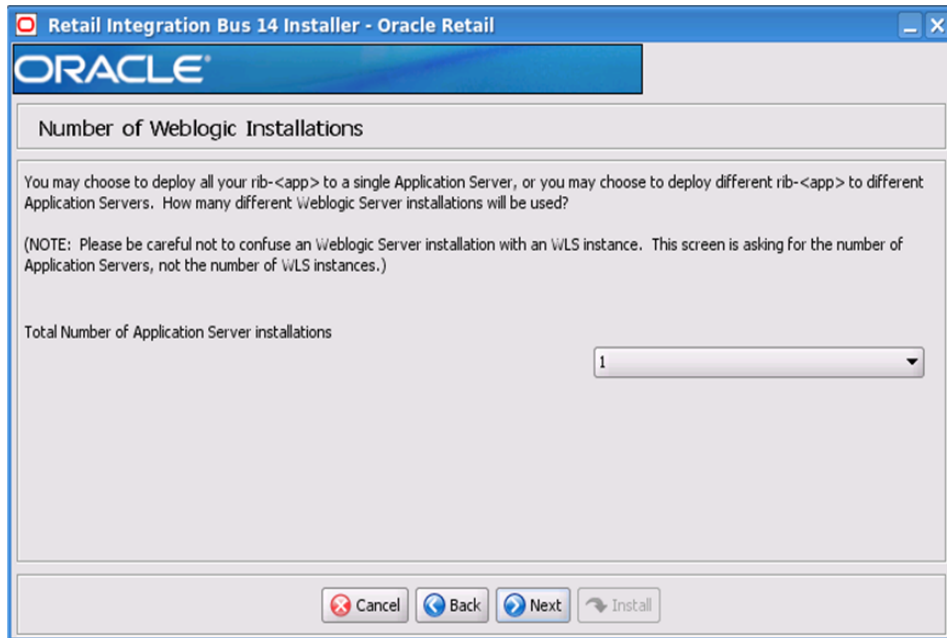 Retail Integration Bus 14 Installer - Oracle Retail
ORACLE®
Number of Weblogic Installations
You may choose to deploy all your rib-<app> to a single Application Server, or you may choose to deploy different rib-<app> to different
Application Servers. How many different Weblogic Server installations will be used?
(NOTE: Please be careful not to confuse an Weblogic Server installation with an WLS instance. This screen is asking for the number of
Application Servers, not the number of WLS instances.)
Total Number of Application Server installations
1
Cancel Back Next Install